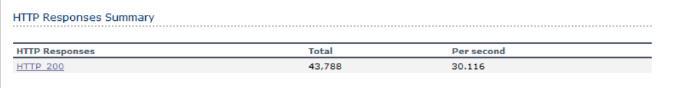 HTTP Responses Summary
HTTP Responses Total Per second
HTTP_200 43,788 30.116